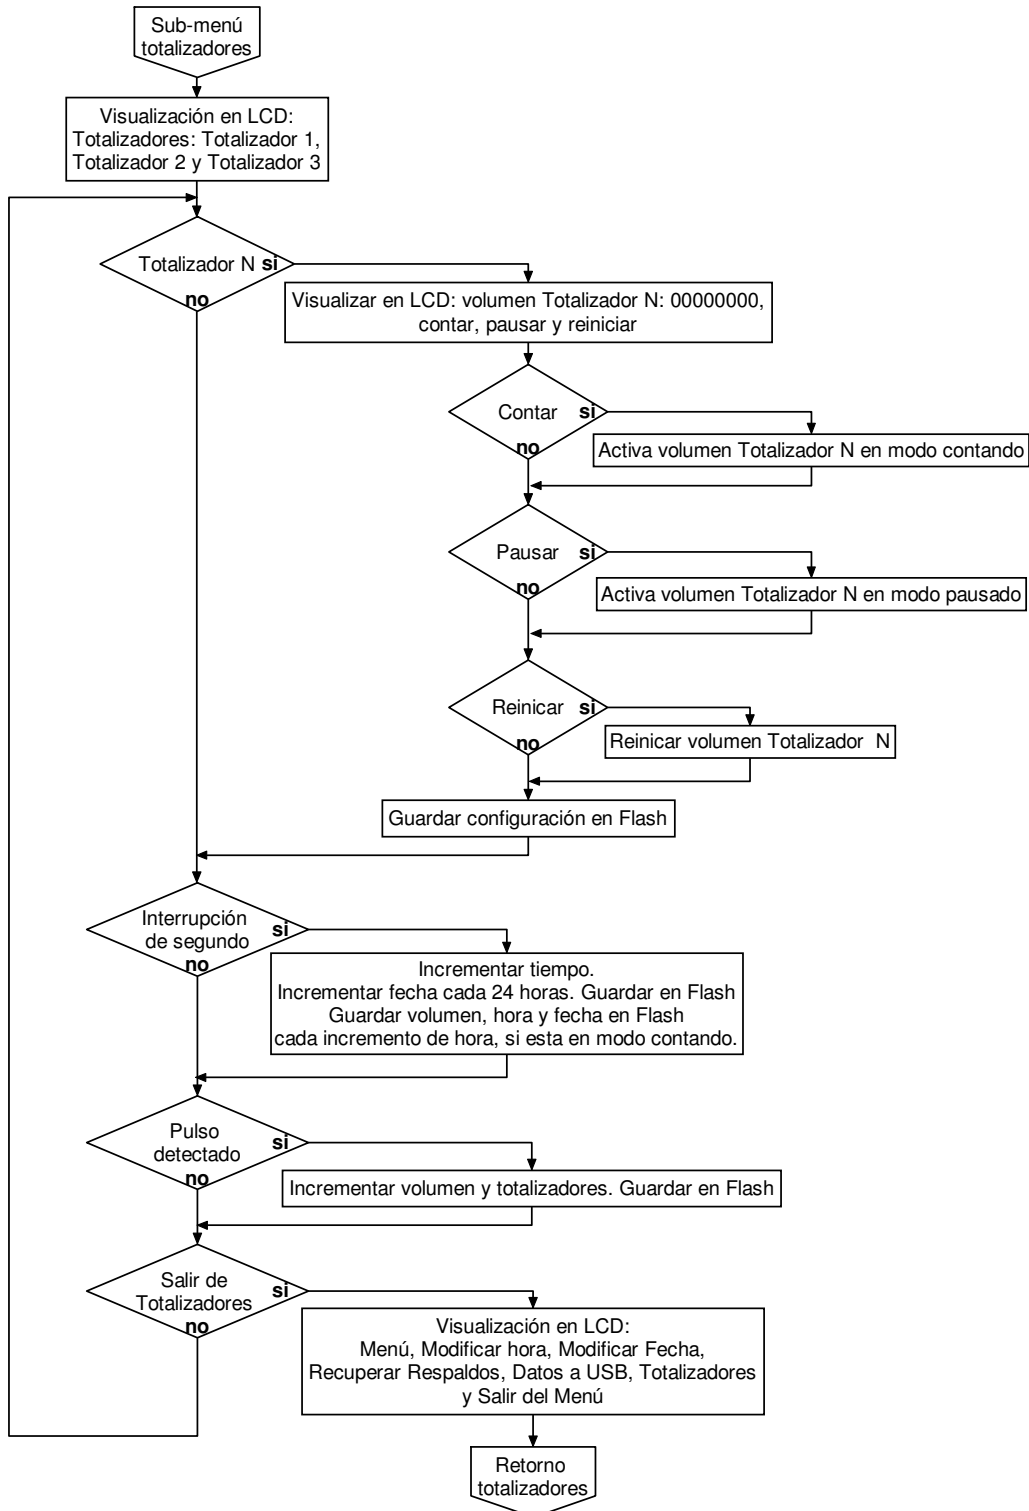 Sub-menú
totalizadores
Visualización en LCD:
Totalizadores: Totalizador 1,
Totalizador 2 y Totalizador 3
Totalizador N si
no
Visualizar en LCD: volumen Totalizador N: 00000000,
contar, pausar y reiniciar
Contar si
no
Activa volumen Totalizador N en modo contando
Pausar si
no
Activa volumen Totalizador N en modo pausado
Reinicar si
no
Reinicar volumen Totalizador N
Guardar configuración en Flash
Interrupción
de segundo
si
no
Incrementar tiempo.
Incrementar fecha cada 24 horas. Guardar en Flash
Guardar volumen, hora y fecha en Flash
cada incremento de hora, si esta en modo contando.
Pulso
detectado
si
no
Incrementar volumen y totalizadores. Guardar en Flash
Salir de
Totalizadores
si
no
Visualización en LCD:
Menú, Modificar hora, Modificar Fecha,
Recuperar Respaldos, Datos a USB, Totalizadores
y Salir del Menú
Retorno
totalizadores